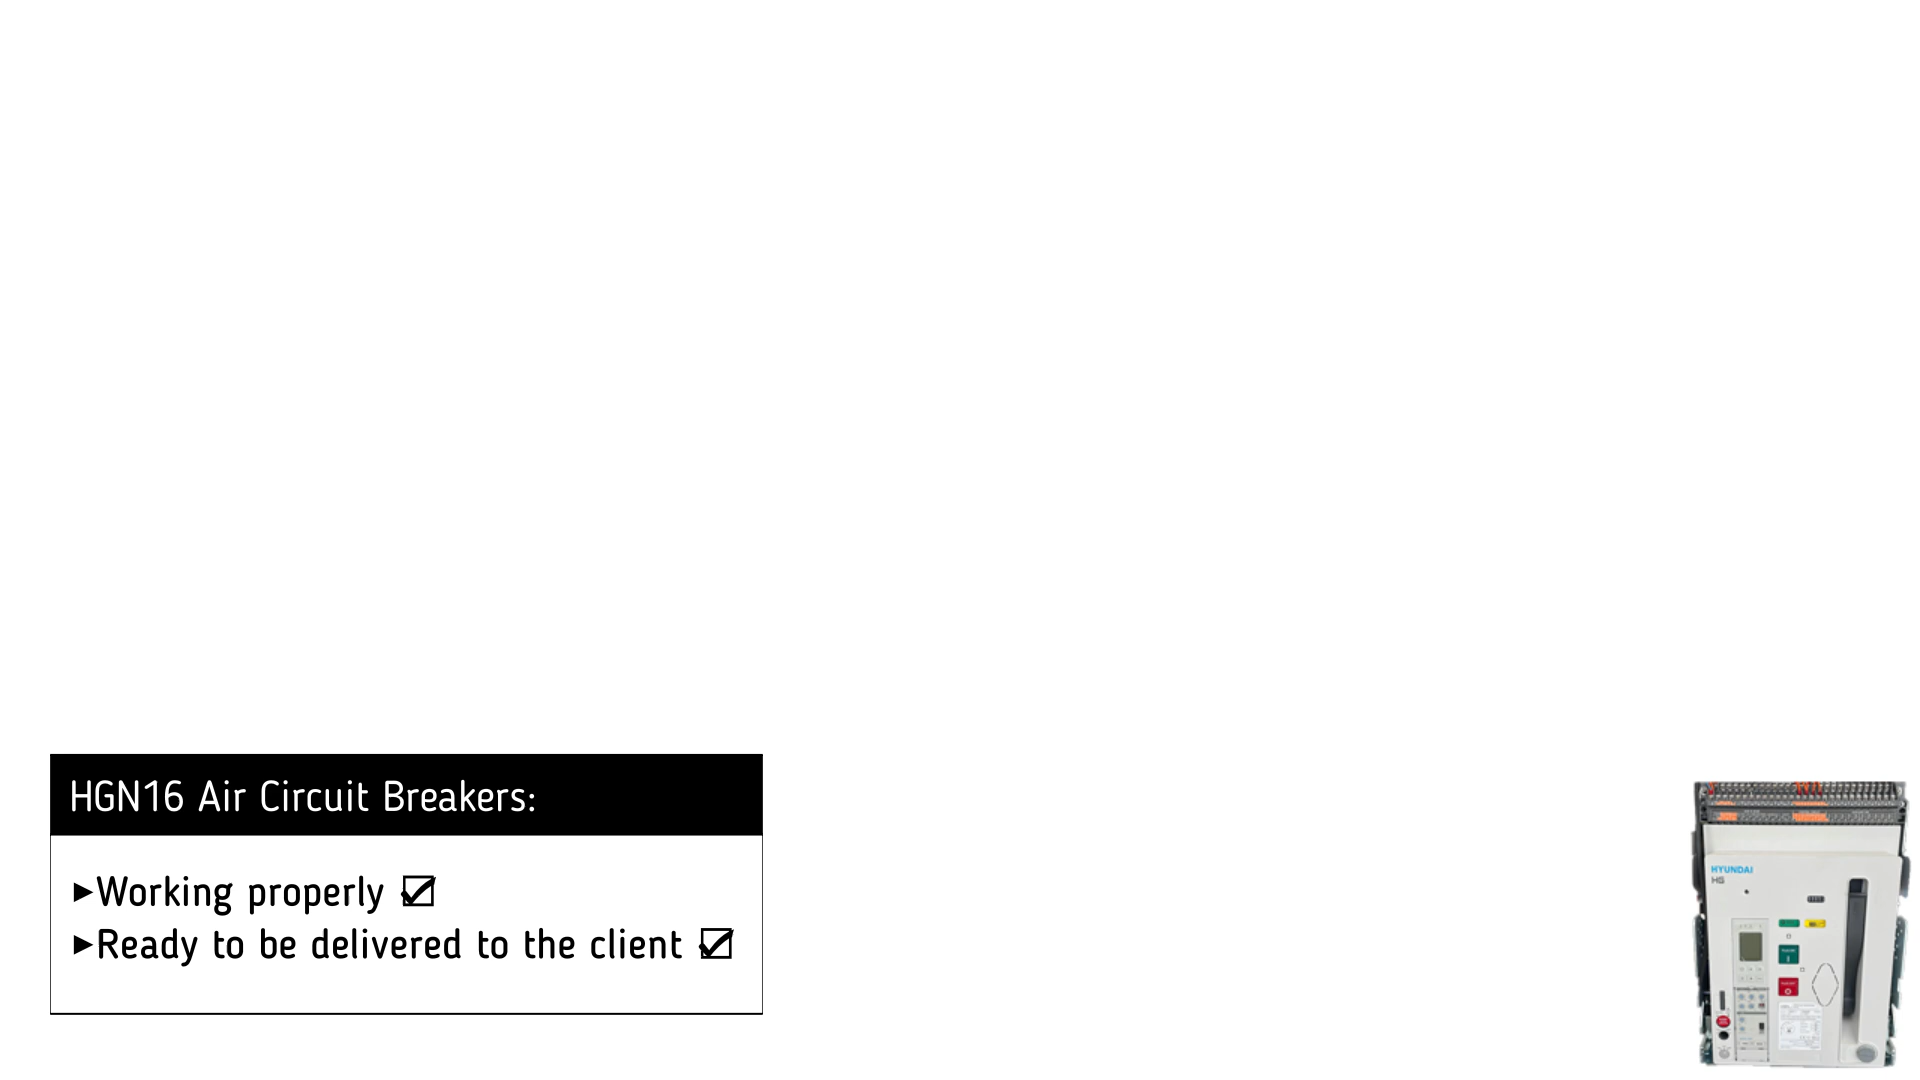 HGN16 Air Circuit Breakers:
►Working properly ☑
►Ready to be delivered to the client ☑
HYUNDAI
HG